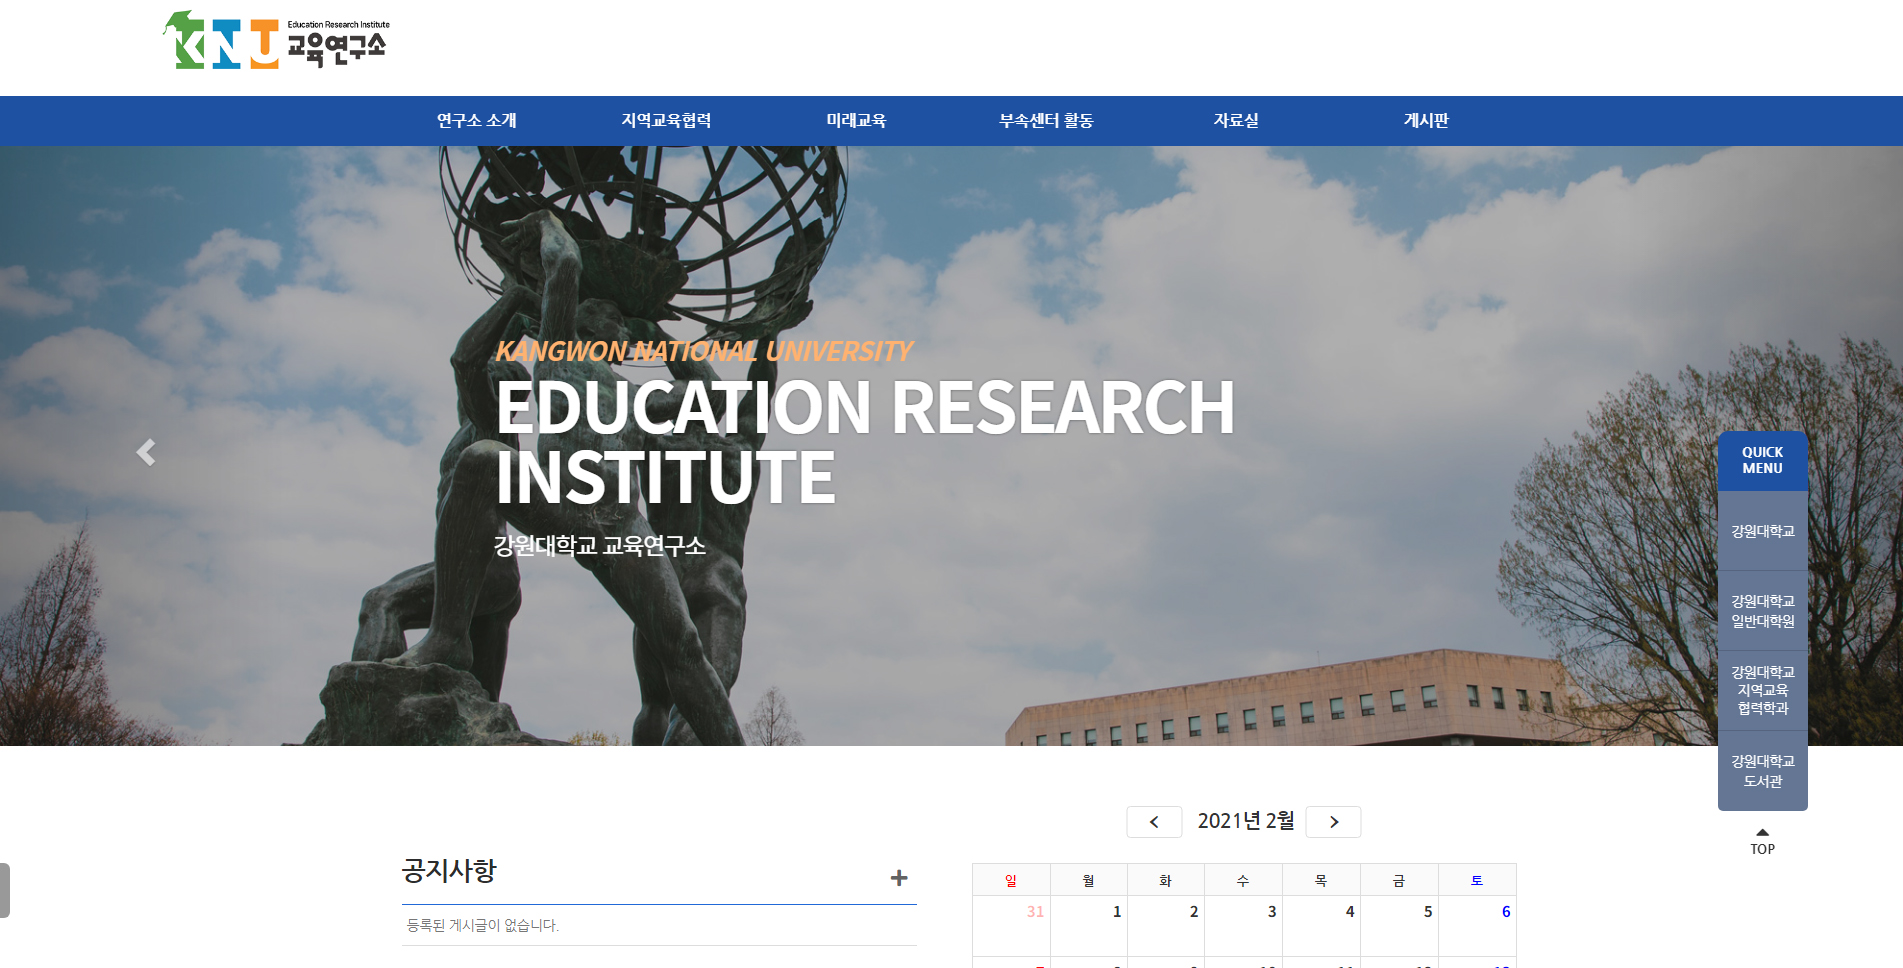 KNU
Education Research Institute
교육연구소
연구소 소개
지역교육협력
미래교육
부속센터 활동
자료실
게시판
KANGWON NATIONAL UNIVERSITY
EDUCATION RESEARCH
INSTITUTE
강원대학교 교육연구소
QUICK
MENU
강원대학교
강원대학교
일반대학원
강원대학교
지역교육
협력학과
강원대학교
도서관
TOP
공지사항
등록된 게시글이 없습니다.
2021년 2월
일 월 화 수 목 금 토
31 1 2 3 4 5 6